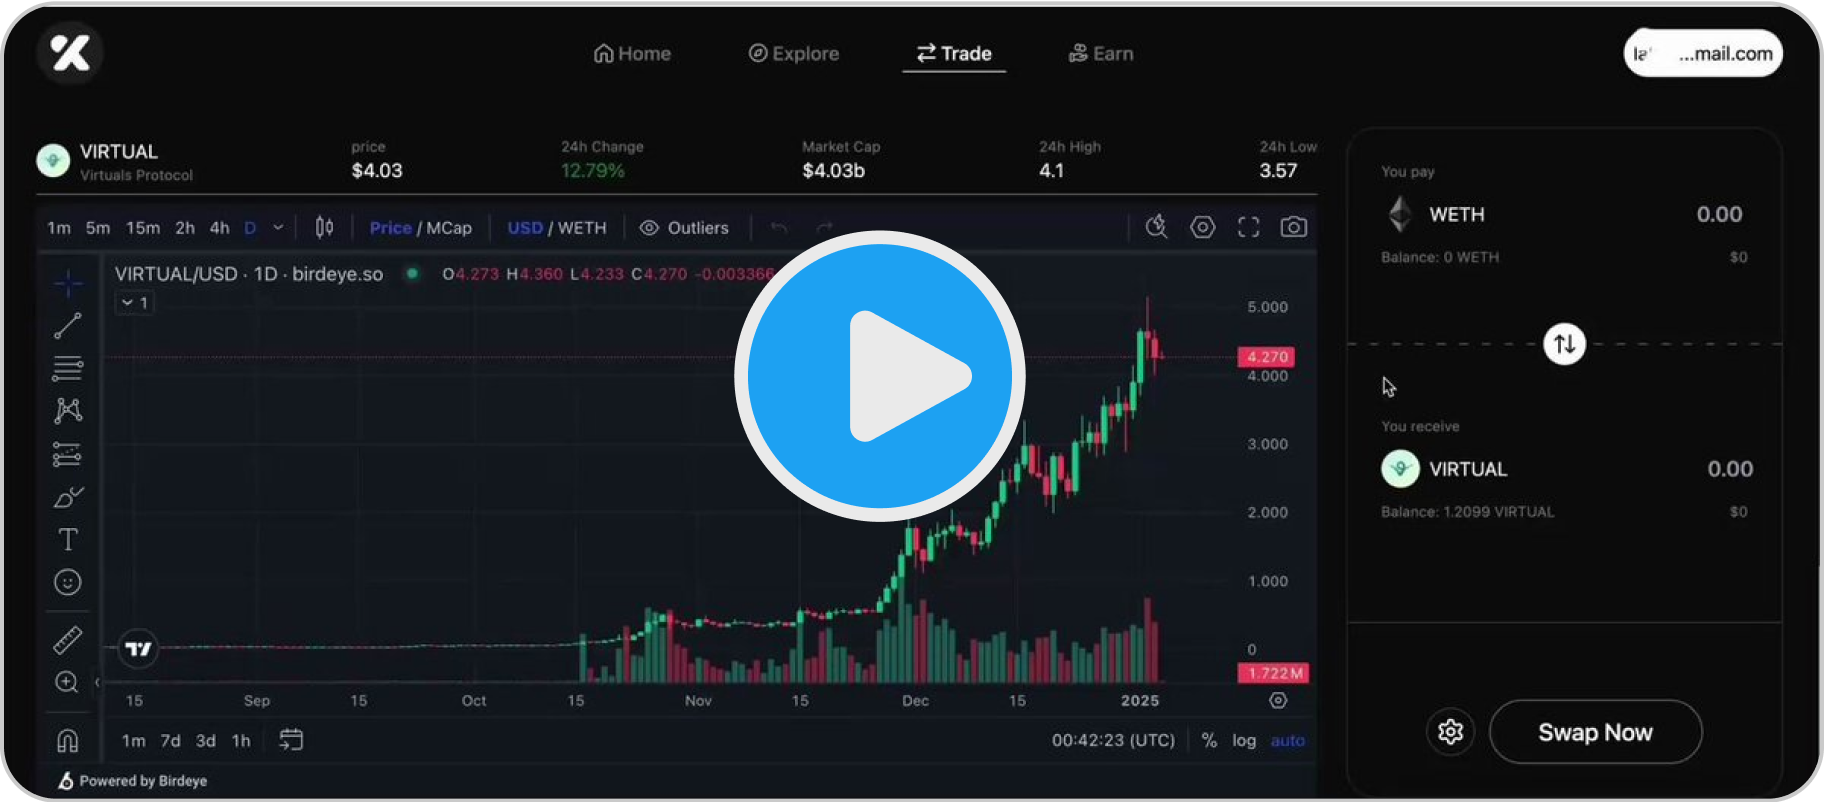 Home Explore Trade Earn
...mail.com
VIRTUAL
Virtuals Protocol
price
$4.03
24h Change
12.79%
Market Cap
$4.03b
24h High
4.1
24h Low
3.57
1m 5m 15m 2h 4h D Price / MCap USD / WETH Outliers
VIRTUAL/USD · 1D · birdeye.so O4.273 H4.360 L4.233 C4.270 -0.003366
1
5.000
4.270
4.000
3.000
2.000
1.000
0
1.722M
15 Sep 15 Oct 15 Nov 15 Dec 15 2025
1m 7d 3d 1h 00:42:23 (UTC) % log auto
Powered by Birdeye
You pay
WETH 0.00
Balance: 0 WETH $0
You receive
VIRTUAL 0.00
Balance: 1.2099 VIRTUAL $0
Swap Now